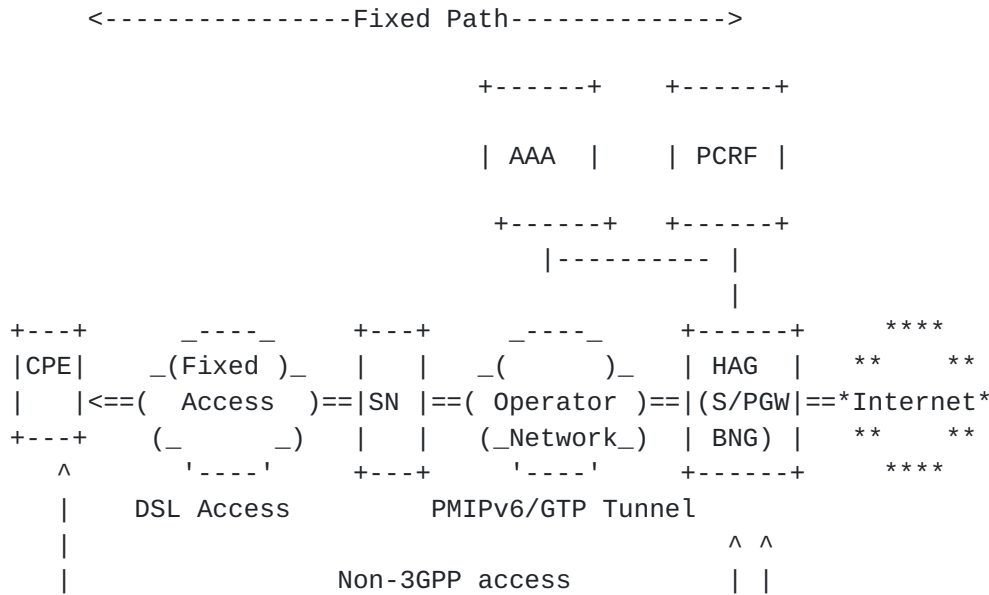 <----------------Fixed Path-------------->
+------+    +------+
| AAA  |    | PCRF |
+------+   +------+
|---------- |
|
+---+      _----_     +---+     _----_     +------+     ****
|CPE|    _(Fixed )_   |   |   _(      )_   | HAG  |   **    **
|   |<==(  Access  )==|SN |==( Operator )==|(S/PGW|==*Internet*
+---+    (_      _)   |   |   (_Network_)  | BNG) |   **    **
^       '----'     +---+     '----'     +------+     ****
|    DSL Access         PMIPv6/GTP Tunnel
|                                          ^ ^
|                 Non-3GPP access          | |